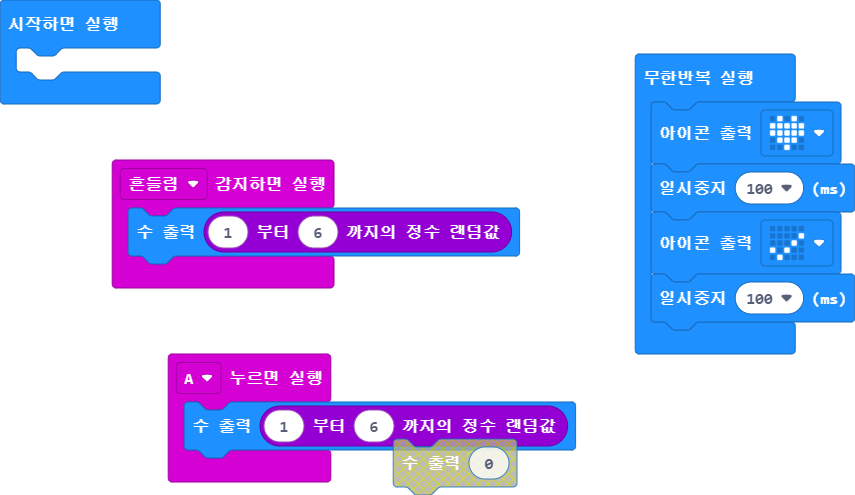 시작하면 실행
무한반복 실행
아이콘 출력
일시중지 100 (ms)
아이콘 출력
일시중지 100 (ms)
흔들림 감지하면 실행
수 출력 1 부터 6 까지의 정수 랜덤값
A 누르면 실행
수 출력 1 부터 6 까지의 정수 랜덤값
수 출력 0